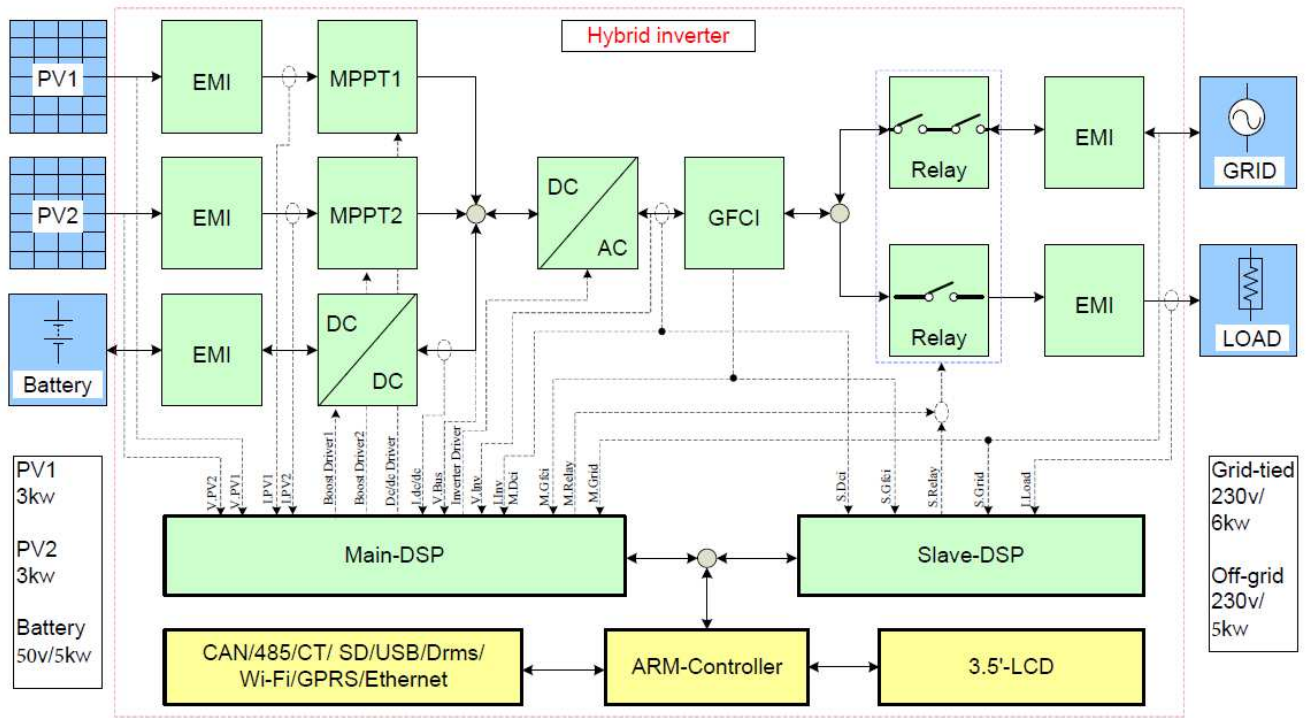 Hybrid inverter
PV1
EMI
MPPT1
Relay
EMI
GRID
PV2
EMI
MPPT2
DC
AC
GFCI
Relay
EMI
LOAD
Battery
EMI
DC
DC
V.PV2
V.PV1
I.PV1
I.PV2
Boost Driver1
Boost Driver2
Dc/dc Driver
I.dc/dc
V.Bus
Inverter Driver
V.Inv
I.Inv
M.Dci
M.Gfci
M.Relay
M.Grid
S.Dci
S.Gfci
S.Relay
S.Grid
I.Load
PV1
3kw
PV2
3kw
Battery
50v/5kw
Main-DSP
Slave-DSP
Grid-tied
230v/
6kw
Off-grid
230v/
5kw
CAN/485/CT/ SD/USB/Drms/
Wi-Fi/GPRS/Ethernet
ARM-Controller
3.5'-LCD